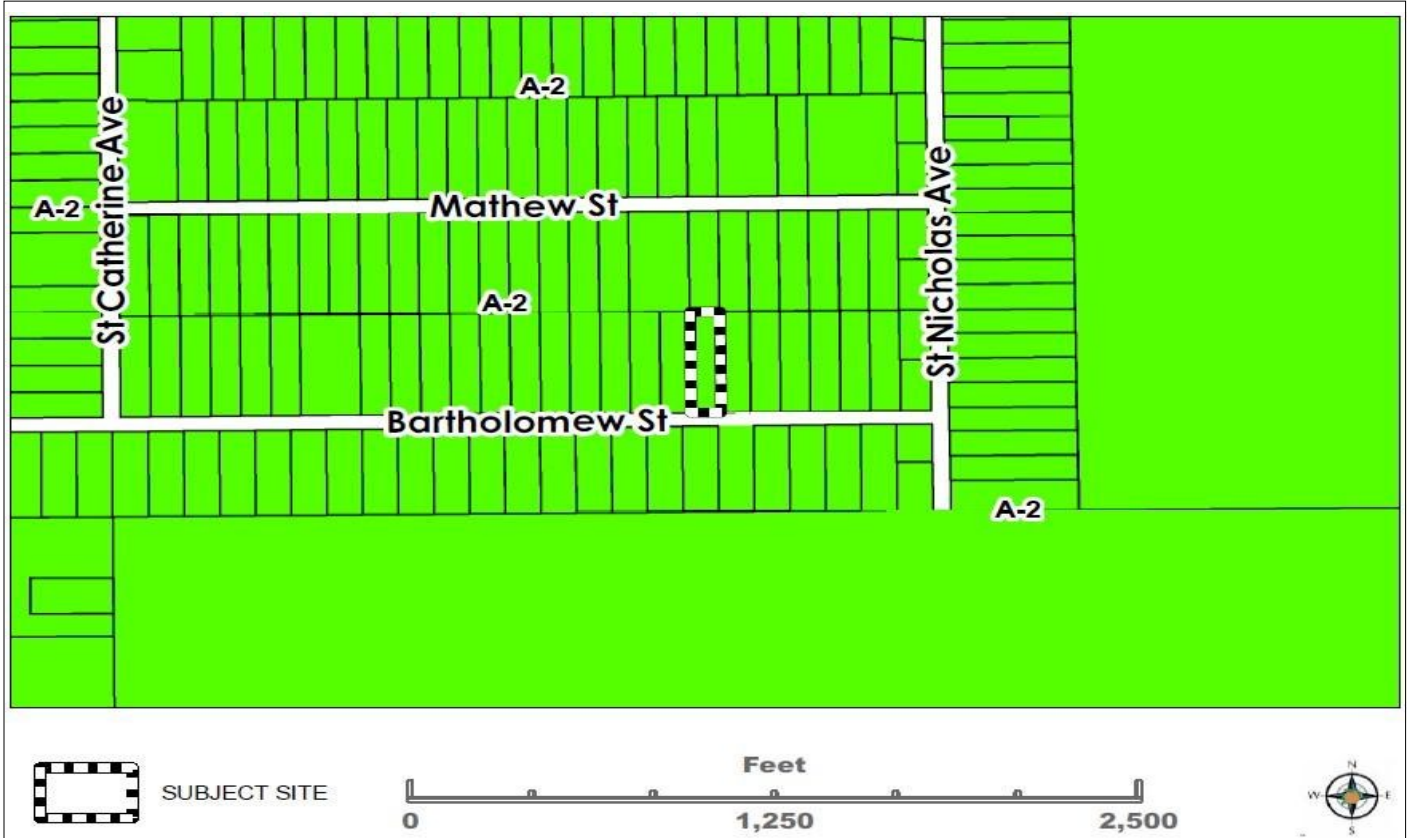 A-2
St Catherine Ave
A-2
Mathew St
St Nicholas Ave
A-2
Bartholomew St
A-2
SUBJECT SITE
Feet
0 1,250 2,500
N
W E
S